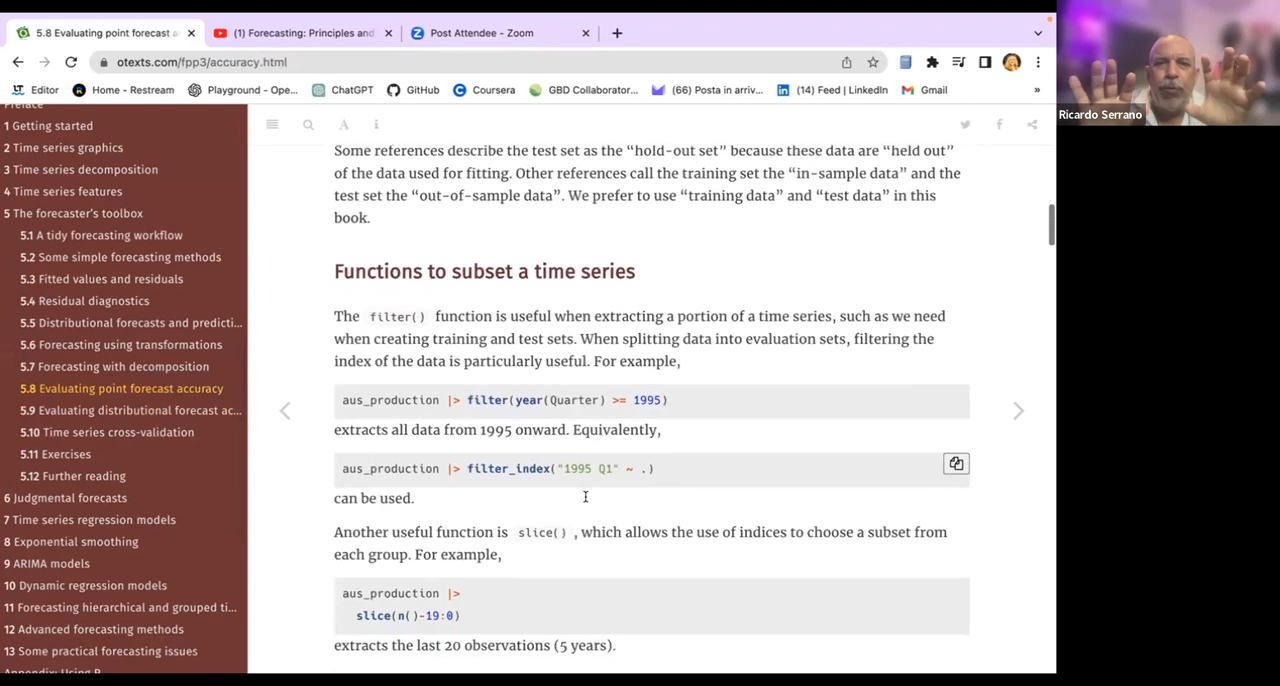 5.8 Evaluating point forecast a
(1) Forecasting: Principles and
Post Attendee - Zoom
otexts.com/fpp3/accuracy.html
Editor
Home - Restream
Playground - Ope...
ChatGPT
GitHub
Coursera
GBD Collaborator...
(66) Posta in arriv...
(14) Feed | LinkedIn
Gmail
»
Preface
1 Getting started
2 Time series graphics
3 Time series decomposition
4 Time series features
5 The forecaster's toolbox
5.1 A tidy forecasting workflow
5.2 Some simple forecasting methods
5.3 Fitted values and residuals
5.4 Residual diagnostics
5.5 Distributional forecasts and predicti...
5.6 Forecasting using transformations
5.7 Forecasting with decomposition
5.8 Evaluating point forecast accuracy
5.9 Evaluating distributional forecast ac...
5.10 Time series cross-validation
5.11 Exercises
5.12 Further reading
6 Judgmental forecasts
7 Time series regression models
8 Exponential smoothing
9 ARIMA models
10 Dynamic regression models
11 Forecasting hierarchical and grouped ti...
12 Advanced forecasting methods
13 Some practical forecasting issues
Appendix: Using R
Some references describe the test set as the “hold-out set” because these data are “held out”
of the data used for fitting. Other references call the training set the “in-sample data” and the
test set the “out-of-sample data”. We prefer to use “training data” and “test data” in this
book.
Functions to subset a time series
The filter() function is useful when extracting a portion of a time series, such as we need
when creating training and test sets. When splitting data into evaluation sets, filtering the
index of the data is particularly useful. For example,
aus_production |> filter(year(Quarter) >= 1995)
extracts all data from 1995 onward. Equivalently,
aus_production |> filter_index("1995 Q1" ~ .)
can be used.
Another useful function is slice() , which allows the use of indices to choose a subset from
each group. For example,
aus_production |>
slice(n()-19:0)
extracts the last 20 observations (5 years).
Ricardo Serrano